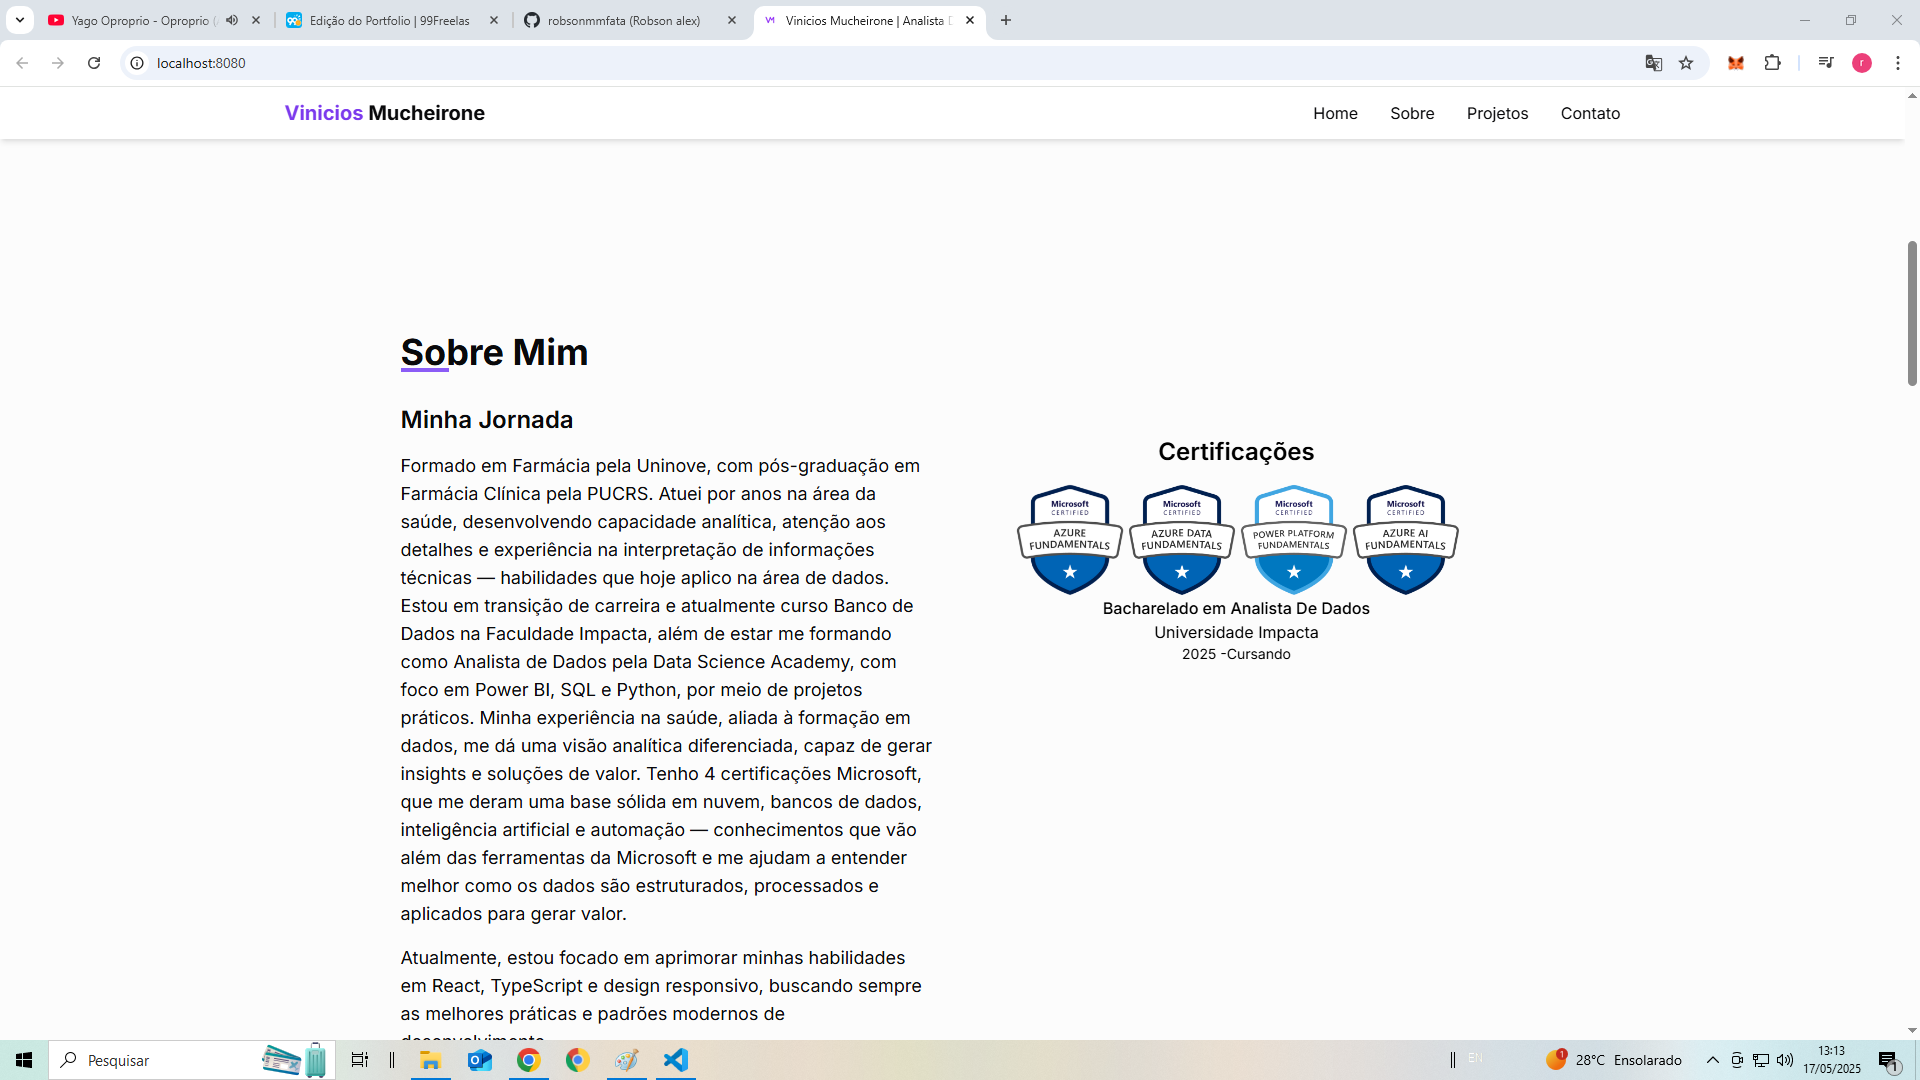 Yago Oproprio - Oproprio (
Edição do Portfolio | 99Freelas
robsonmmfata (Robson alex)
VM Vinicios Mucheirone | Analista D
localhost:8080
r
Vinicios Mucheirone
Home
Sobre
Projetos
Contato
Sobre Mim
Minha Jornada
Formado em Farmácia pela Uninove, com pós-graduação em
Farmácia Clínica pela PUCRS. Atuei por anos na área da
saúde, desenvolvendo capacidade analítica, atenção aos
detalhes e experiência na interpretação de informações
técnicas — habilidades que hoje aplico na área de dados.
Estou em transição de carreira e atualmente curso Banco de
Dados na Faculdade Impacta, além de estar me formando
como Analista de Dados pela Data Science Academy, com
foco em Power BI, SQL e Python, por meio de projetos
práticos. Minha experiência na saúde, aliada à formação em
dados, me dá uma visão analítica diferenciada, capaz de gerar
insights e soluções de valor. Tenho 4 certificações Microsoft,
que me deram uma base sólida em nuvem, bancos de dados,
inteligência artificial e automação — conhecimentos que vão
além das ferramentas da Microsoft e me ajudam a entender
melhor como os dados são estruturados, processados e
aplicados para gerar valor.
Atualmente, estou focado em aprimorar minhas habilidades
em React, TypeScript e design responsivo, buscando sempre
as melhores práticas e padrões modernos de
desenvolvimento
Certificações
Microsoft
CERTIFIED
AZURE
FUNDAMENTALS
Microsoft
CERTIFIED
AZURE DATA
FUNDAMENTALS
Microsoft
CERTIFIED
POWER PLATFORM
FUNDAMENTALS
Microsoft
CERTIFIED
AZURE AI
FUNDAMENTALS
Bacharelado em Analista De Dados
Universidade Impacta
2025 -Cursando
Pesquisar
EN
1
28°C Ensolarado
13:13
17/05/2025
1